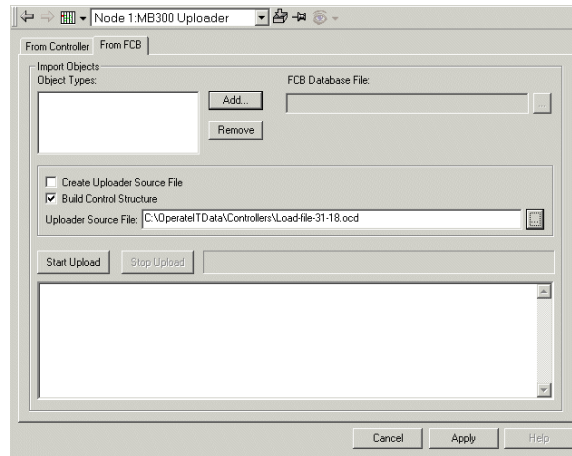 Node 1:MB300 Uploader
From Controller From FCB
Import Objects
Object Types: FCB Database File:
Add... ...
Remove
Create Uploader Source File
Build Control Structure
Uploader Source File: C:\OperateITData\Controllers\Load-file-31-18.ocd ...
Start Upload Stop Upload
Cancel Apply Help